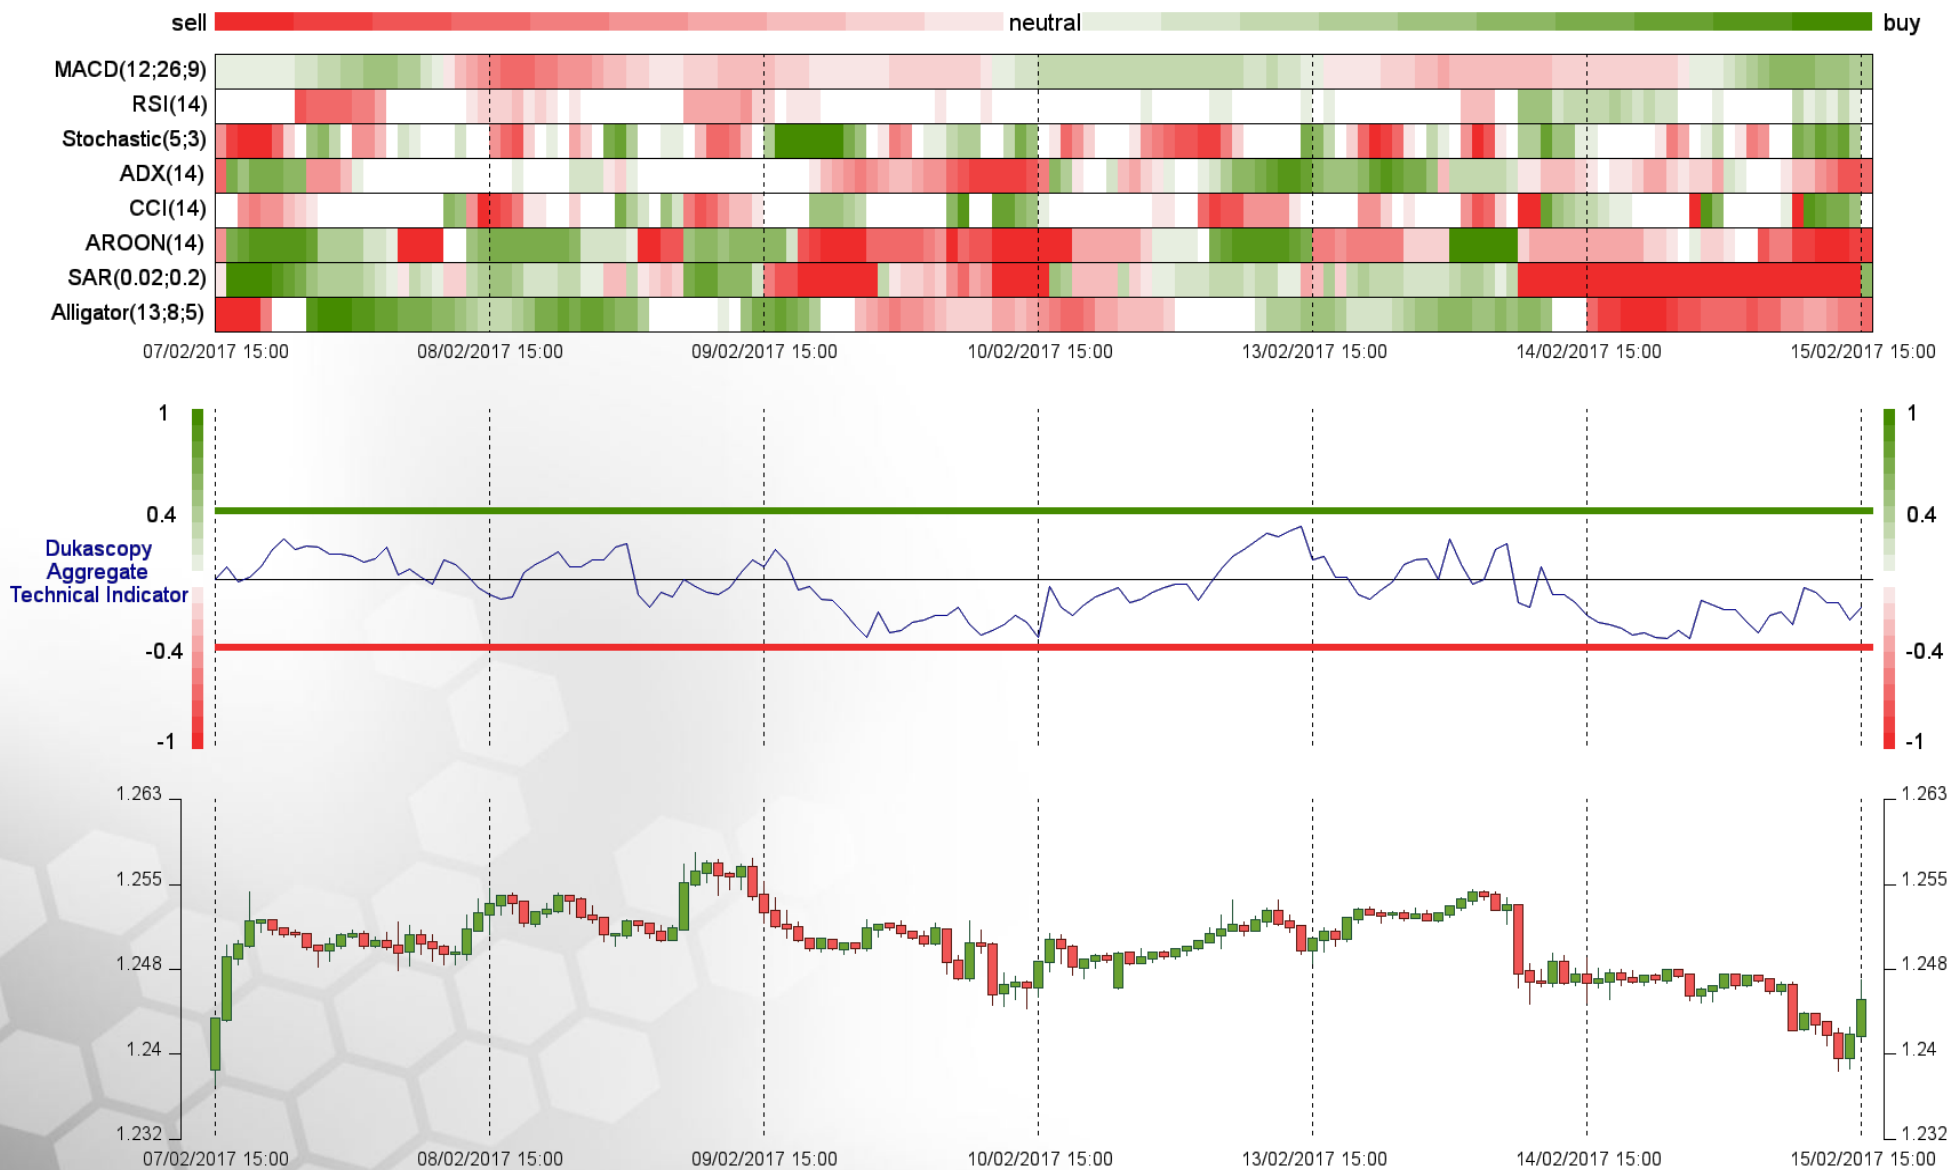 sell neutral buy
MACD(12;26;9)
RSI(14)
Stochastic(5;3)
ADX(14)
CCI(14)
AROON(14)
SAR(0.02;0.2)
Alligator(13;8;5)
07/02/2017 15:00 08/02/2017 15:00 09/02/2017 15:00 10/02/2017 15:00 13/02/2017 15:00 14/02/2017 15:00 15/02/2017 15:00
1 1
0.4 0.4
Dukascopy
Aggregate
Technical Indicator
-0.4 -0.4
-1 -1
1.263 1.263
1.255 1.255
1.248 1.248
1.24 1.24
1.232 1.232
07/02/2017 15:00 08/02/2017 15:00 09/02/2017 15:00 10/02/2017 15:00 13/02/2017 15:00 14/02/2017 15:00 15/02/2017 15:00